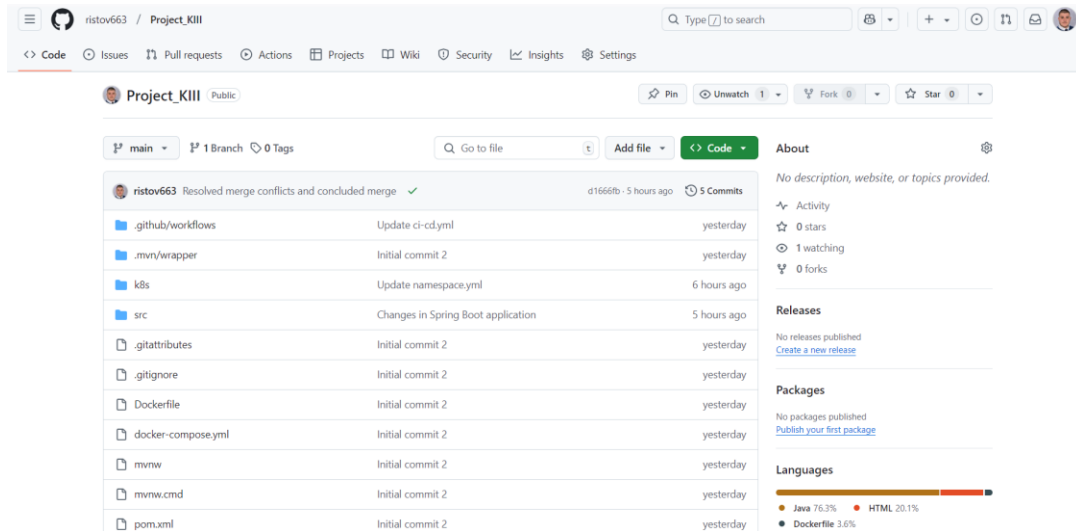 ristov663 / Project_KIII
Type / to search
Code Issues Pull requests Actions Projects Wiki Security Insights Settings
Project_KIII Public
Pin Unwatch 1 Fork 0 Star 0
main 1 Branch 0 Tags Go to file t Add file Code
ristov663 Resolved merge conflicts and concluded merge d1666fb · 5 hours ago 5 Commits
.github/workflows Update ci-cd.yml yesterday
.mvn/wrapper Initial commit 2 yesterday
k8s Update namespace.yml 6 hours ago
src Changes in Spring Boot application 5 hours ago
.gitattributes Initial commit 2 yesterday
.gitignore Initial commit 2 yesterday
Dockerfile Initial commit 2 yesterday
docker-compose.yml Initial commit 2 yesterday
mvnw Initial commit 2 yesterday
mvnw.cmd Initial commit 2 yesterday
pom.xml Initial commit 2 yesterday
About
No description, website, or topics provided.
Activity
0 stars
1 watching
0 forks
Releases
No releases published
Create a new release
Packages
No packages published
Publish your first package
Languages
Java 76.3% HTML 20.1%
Dockerfile 3.6%